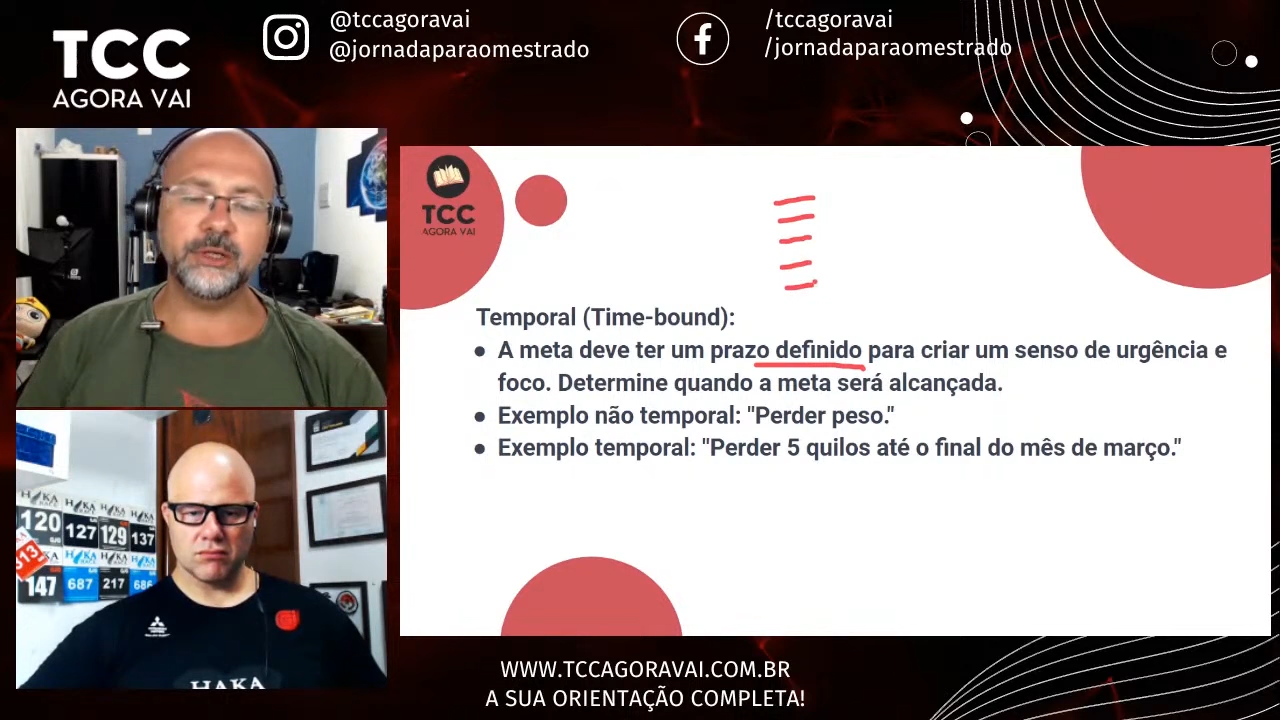 TCC
AGORA VAI
@tccagoravai
@jornadaparaomestrado
/tccagoravai
/jornadaparaomestrado
TCC
AGORA VAI
Temporal (Time-bound):
● A meta deve ter um prazo definido para criar um senso de urgência e
foco. Determine quando a meta será alcançada.
● Exemplo não temporal: "Perder peso."
● Exemplo temporal: "Perder 5 quilos até o final do mês de março."
HAKA
120
127
129
137
313
147
687
217
686
HAKA
WWW.TCCAGORAVAI.COM.BR
A SUA ORIENTAÇÃO COMPLETA!